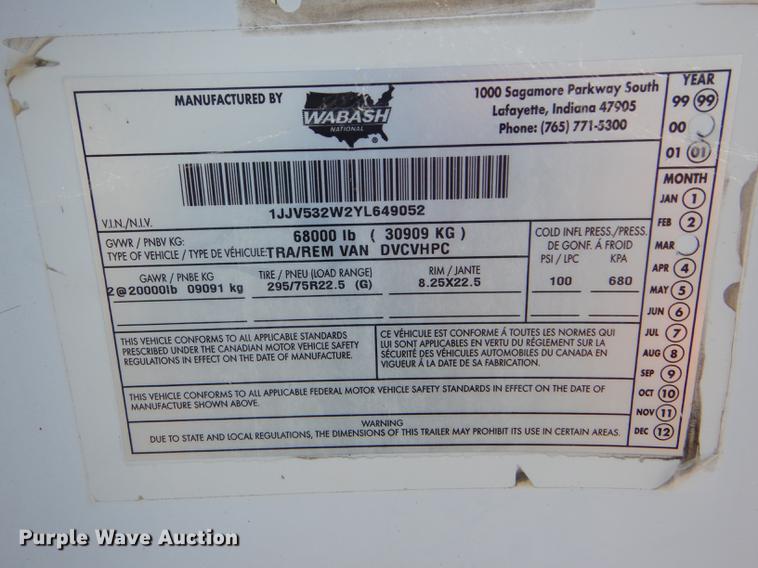 MANUFACTURED BY
WABASH
NATIONAL
1000 Sagamore Parkway South
Lafayette, Indiana 47905
Phone: (765) 771-5300
YEAR
99 99
00
01 01
1JJV532W2YL649052
V.I.N./N.I.V.
GVWR / PNBV KG: 68000 lb ( 30909 KG )
TYPE OF VEHICLE / TYPE DE VÉHICULE: TRA/REM VAN DVCVHPC
COLD INFL PRESS./PRESS.
DE GONF. Á FROID
PSI / LPC KPA
100 680
GAWR / PNBE KG
2@20000lb 09091 kg
TIRE / PNEU (LOAD RANGE)
295/75R22.5 (G)
RIM / JANTE
8.25X22.5
MONTH
JAN 1
FEB 2
MAR
APR 4
MAY 5
JUN 6
JUL 7
AUG 8
SEP 9
OCT 10
NOV 11
DEC 12
THIS VEHICLE CONFORMS TO ALL APPLICABLE STANDARDS
PRESCRIBED UNDER THE CANADIAN MOTOR VEHICLE SAFETY
REGULATIONS IN EFFECT ON THE DATE OF MANUFACTURE.
CE VÉHICULE EST CONFORME Á TOUTES LES NORMES QUI
LUI SONT APPLICABLES EN VERTU DU RÉGLEMENT SUR LA
SÉCURITÉ DES VÉHICULES AUTOMOBILES DU CANADA EN
VIGUEUR Á LA DATE DE SA FABRICATION.
THIS VEHICLE CONFORMS TO ALL APPLICABLE FEDERAL MOTOR VEHICLE SAFETY STANDARDS IN EFFECT ON THE DATE OF
MANUFACTURE SHOWN ABOVE.
WARNING
DUE TO STATE AND LOCAL REGULATIONS, THE DIMENSIONS OF THIS TRAILER MAY PROHIBIT ITS USE IN CERTAIN AREAS.
Purple Wave Auction